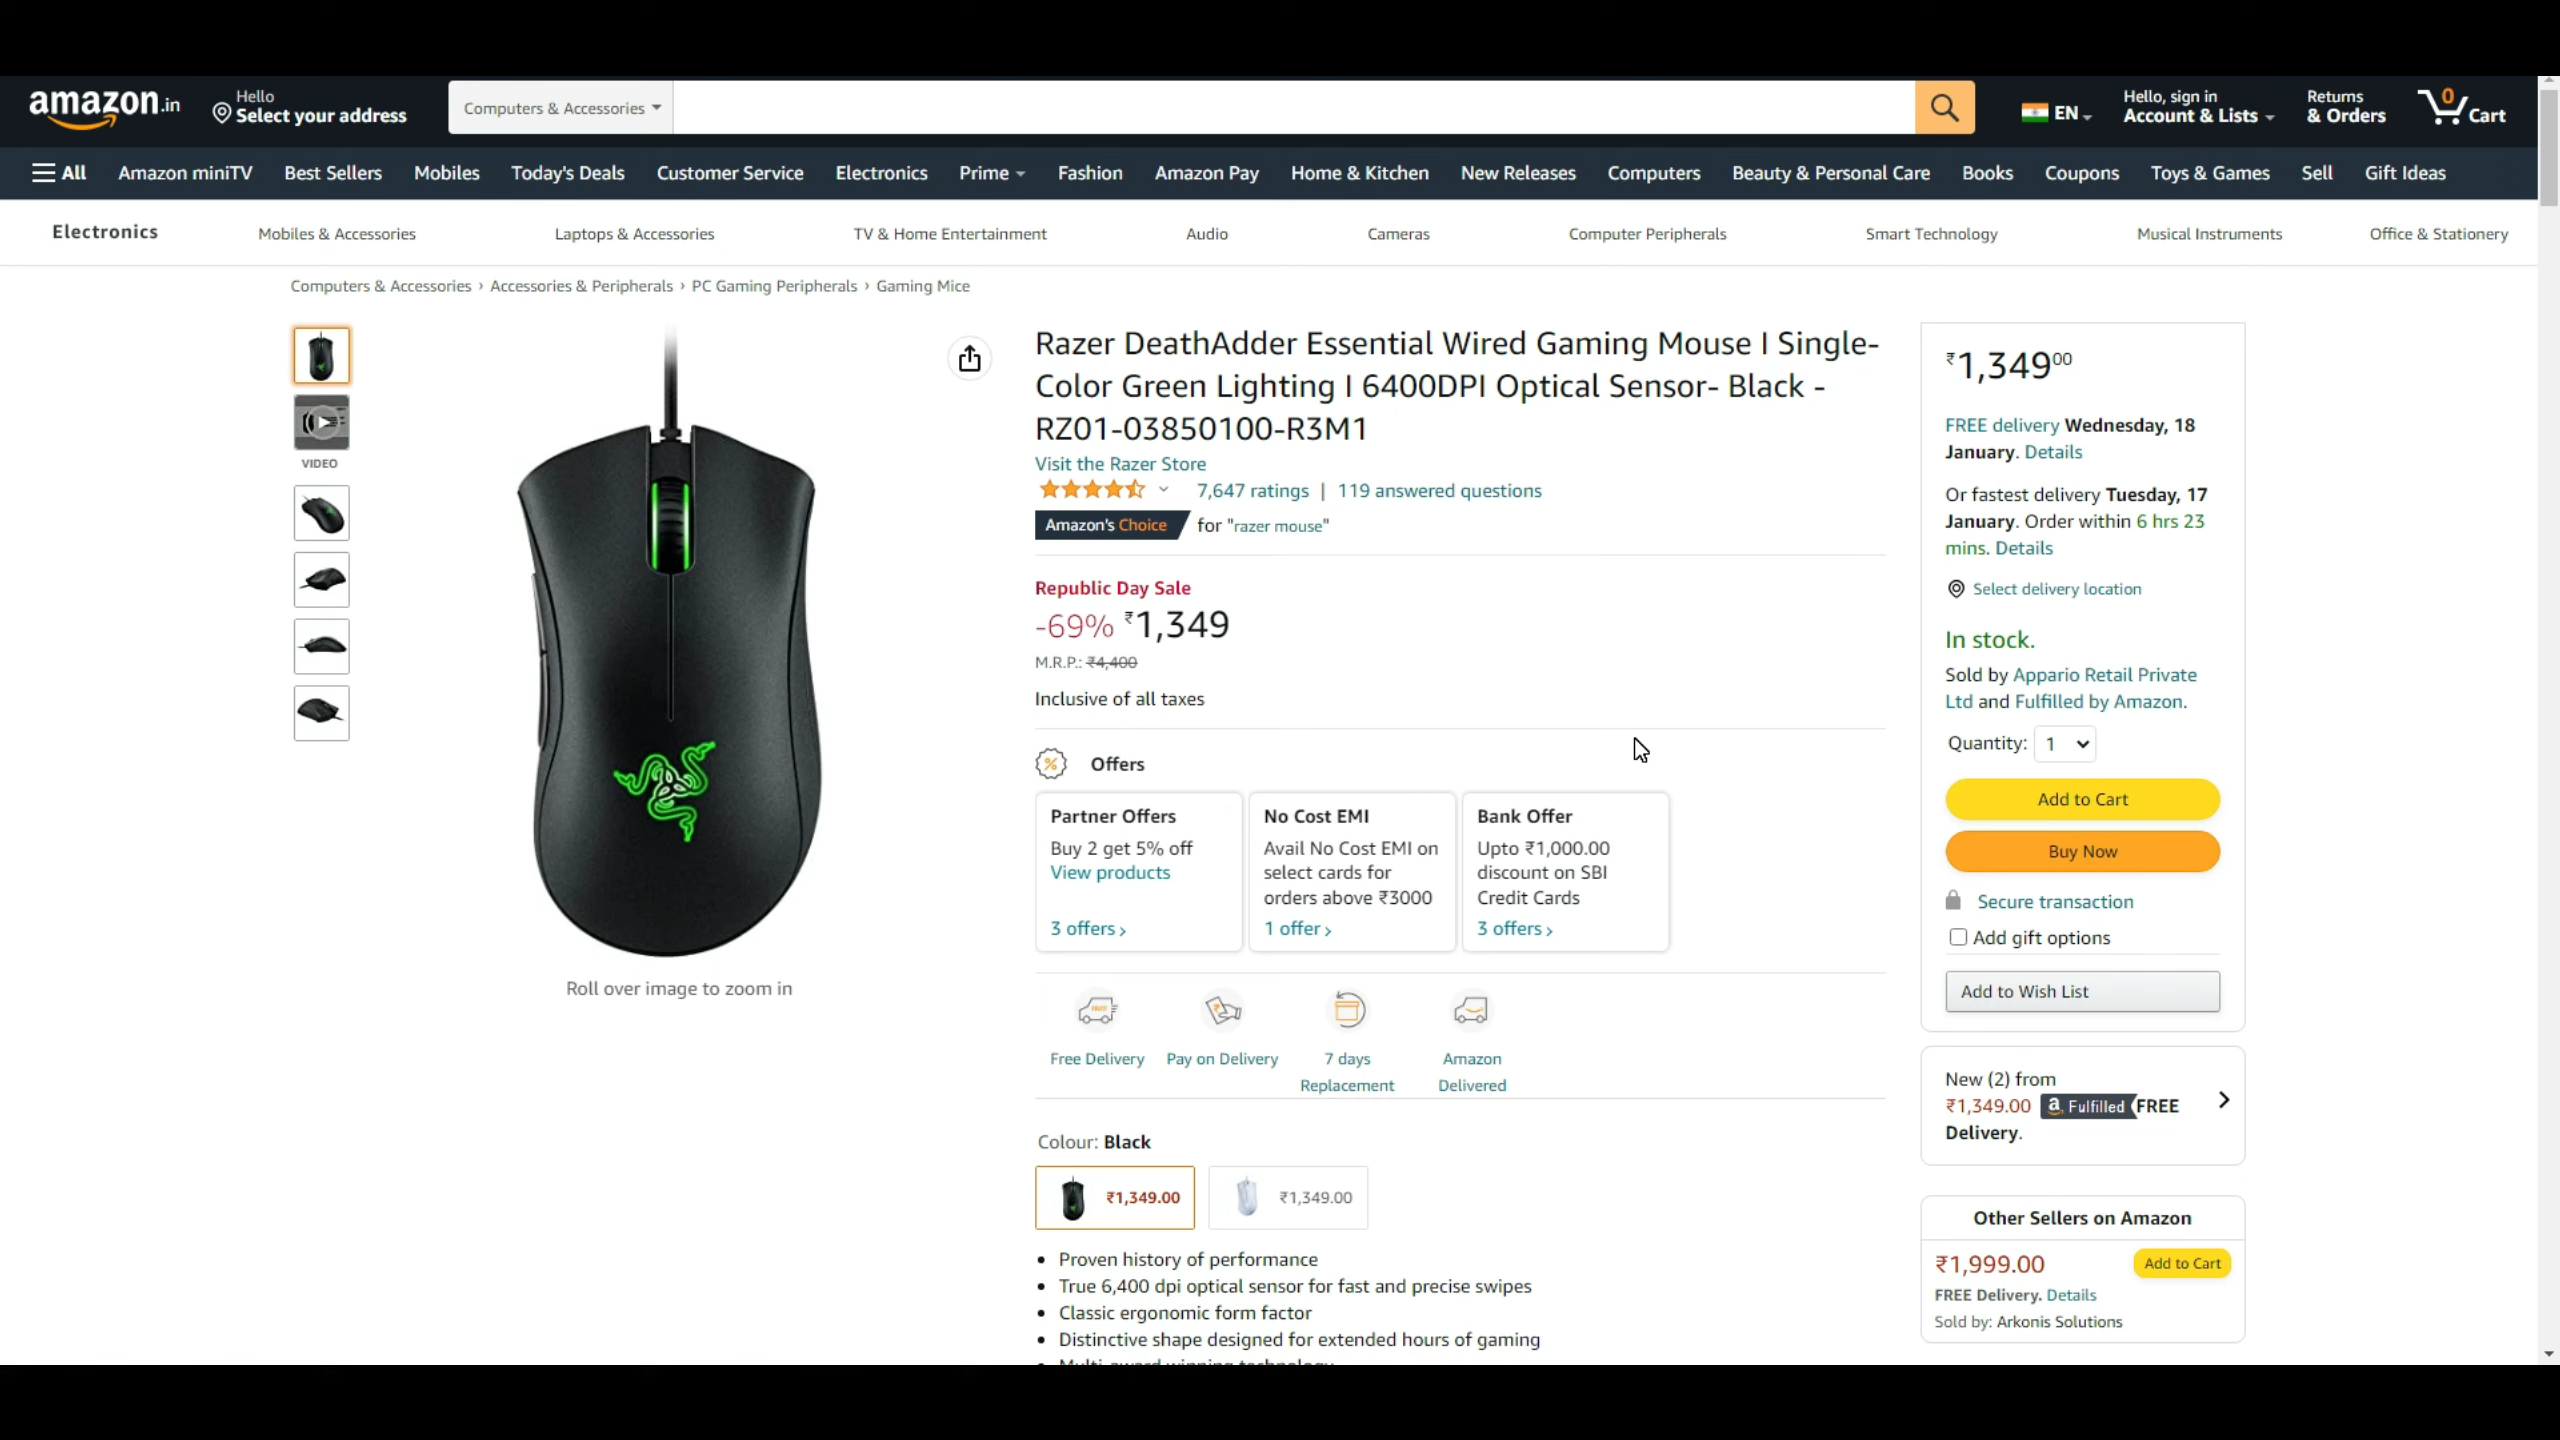 amazon.in
Hello
Select your address
Computers & Accessories
EN
Hello, sign in
Account & Lists
Returns
& Orders
0
Cart
All
Amazon miniTV
Best Sellers
Mobiles
Today's Deals
Customer Service
Electronics
Prime
Fashion
Amazon Pay
Home & Kitchen
New Releases
Computers
Beauty & Personal Care
Books
Coupons
Toys & Games
Sell
Gift Ideas
Electronics
Mobiles & Accessories
Laptops & Accessories
TV & Home Entertainment
Audio
Cameras
Computer Peripherals
Smart Technology
Musical Instruments
Office & Stationery
Computers & Accessories › Accessories & Peripherals › PC Gaming Peripherals › Gaming Mice
VIDEO
Roll over image to zoom in
Razer DeathAdder Essential Wired Gaming Mouse I Single-
Color Green Lighting I 6400DPI Optical Sensor- Black -
RZ01-03850100-R3M1
Visit the Razer Store
7,647 ratings | 119 answered questions
Amazon's Choice for "razer mouse"
Republic Day Sale
-69% ₹1,349
M.R.P.: ₹4,400
Inclusive of all taxes
% Offers
Partner Offers
Buy 2 get 5% off
View products
3 offers ›
No Cost EMI
Avail No Cost EMI on
select cards for
orders above ₹3000
1 offer ›
Bank Offer
Upto ₹1,000.00
discount on SBI
Credit Cards
3 offers ›
Free Delivery
Pay on Delivery
7 days
Replacement
Amazon
Delivered
Colour: Black
₹1,349.00
₹1,349.00
• Proven history of performance
• True 6,400 dpi optical sensor for fast and precise swipes
• Classic ergonomic form factor
• Distinctive shape designed for extended hours of gaming
₹1,34900
FREE delivery Wednesday, 18
January. Details
Or fastest delivery Tuesday, 17
January. Order within 6 hrs 23
mins. Details
Select delivery location
In stock.
Sold by Appario Retail Private
Ltd and Fulfilled by Amazon.
Quantity: 1
Add to Cart
Buy Now
Secure transaction
Add gift options
Add to Wish List
New (2) from
₹1,349.00 a Fulfilled FREE
Delivery.
Other Sellers on Amazon
₹1,999.00
Add to Cart
FREE Delivery. Details
Sold by: Arkonis Solutions